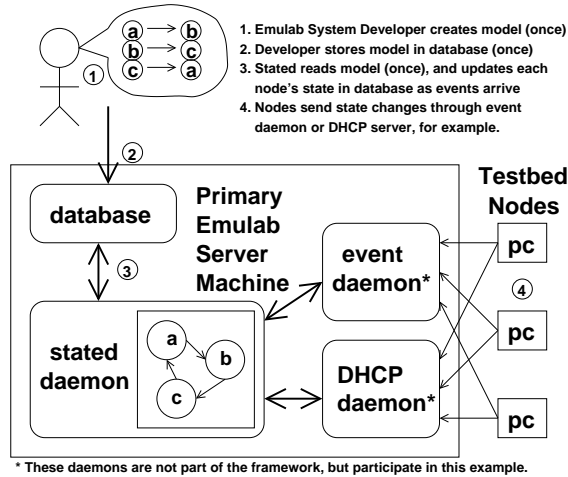 a b
b c
c a
1
1. Emulab System Developer creates model (once)
2. Developer stores model in database (once)
3. Stated reads model (once), and updates each
node's state in database as events arrive
4. Nodes send state changes through event
daemon or DHCP server, for example.
2
database
Primary
Emulab
Server
Machine
Testbed
Nodes
event
daemon*
pc
3
4
stated
daemon
a
b
c
DHCP
daemon*
pc
pc
* These daemons are not part of the framework, but participate in this example.